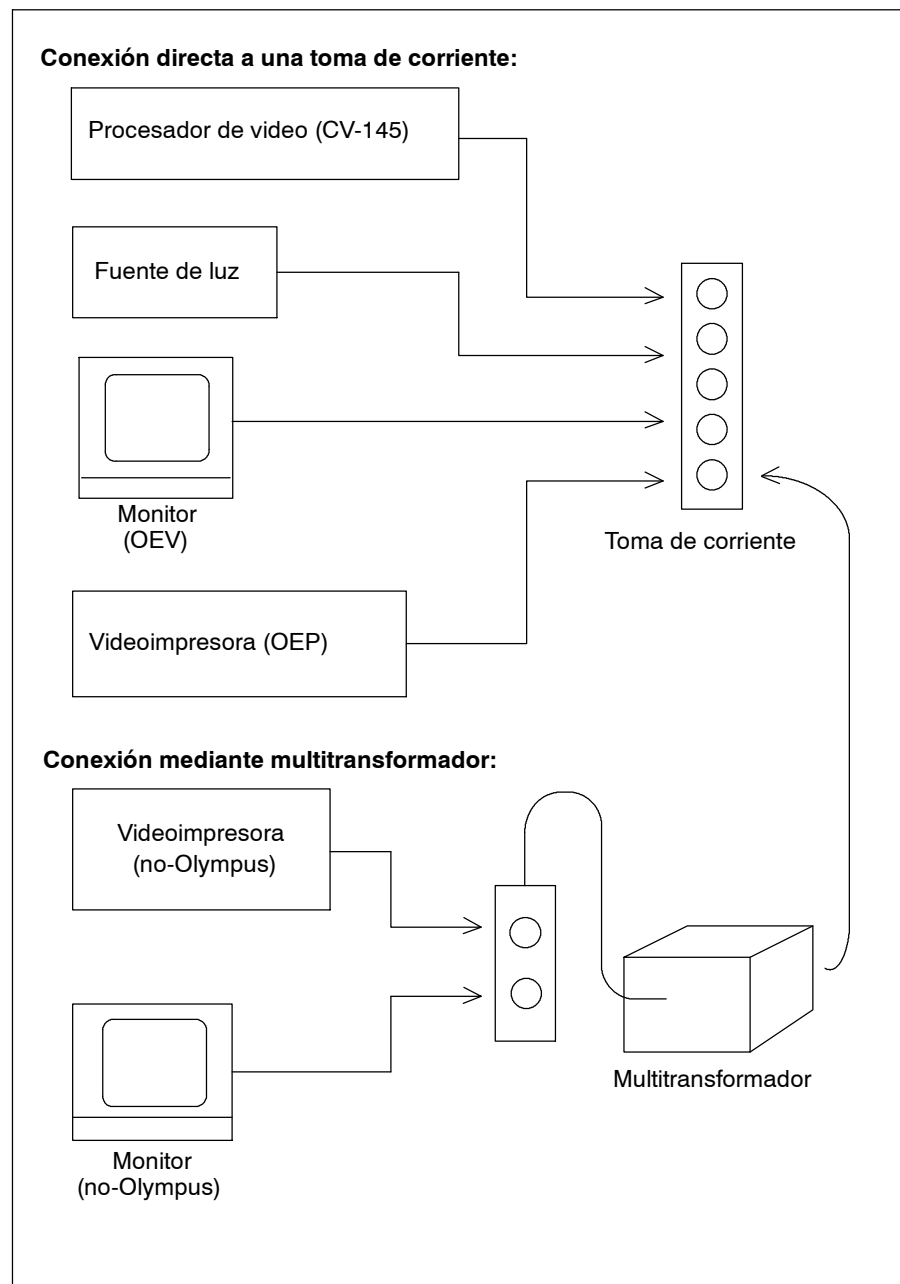 Conexión directa a una toma de corriente:
Procesador de video (CV-145)
Fuente de luz
Monitor
(OEV)
Toma de corriente
Videoimpresora (OEP)
Conexión mediante multitransformador:
Videoimpresora
(no-Olympus)
Multitransformador
Monitor
(no-Olympus)